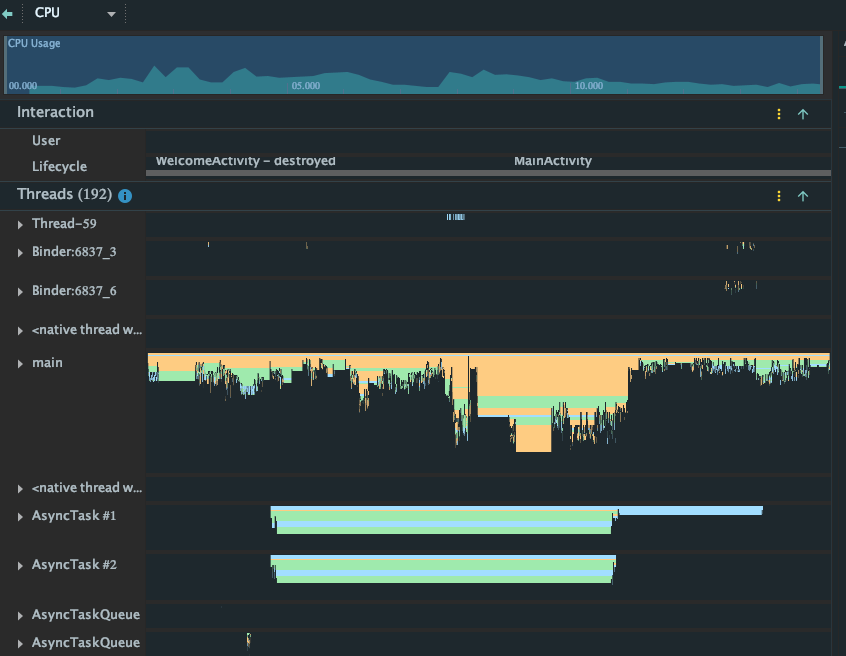 CPU
CPU Usage
00.000 05.000 10.000
Interaction
User
Lifecycle WelcomeActivity – destroyed MainActivity
Threads (192)
Thread-59
Binder:6837_3
Binder:6837_6
<native thread w...
main
<native thread w...
AsyncTask #1
AsyncTask #2
AsyncTaskQueue
AsyncTaskQueue